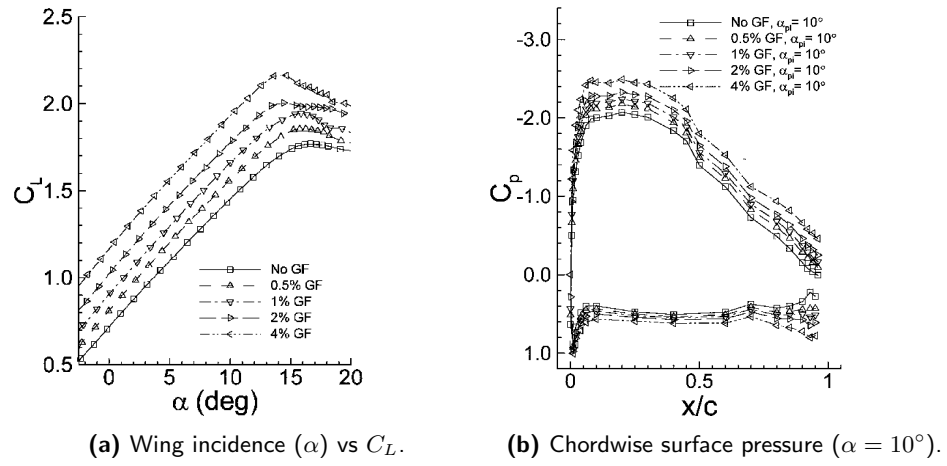 2.5
2.0
1.5
1.0
0.5
C_L
0 5 10 15 20
α (deg)
No GF
0.5% GF
1% GF
2% GF
4% GF
(a) Wing incidence (α) vs C_L.
-3.0
-2.0
-1.0
0.0
1.0
C_p
0 0.5 1
x/c
No GF, α_pl= 10°
0.5% GF, α_pl= 10°
1% GF, α_pl= 10°
2% GF, α_pl= 10°
4% GF, α_pl= 10°
(b) Chordwise surface pressure (α = 10°).